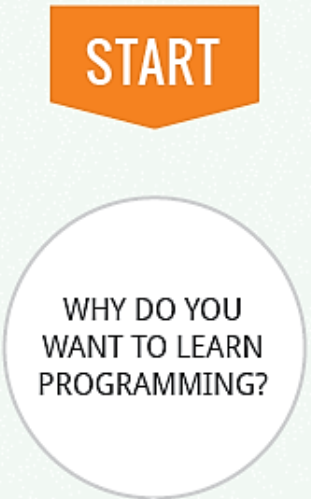 START
WHY DO YOU
WANT TO LEARN
PROGRAMMING?